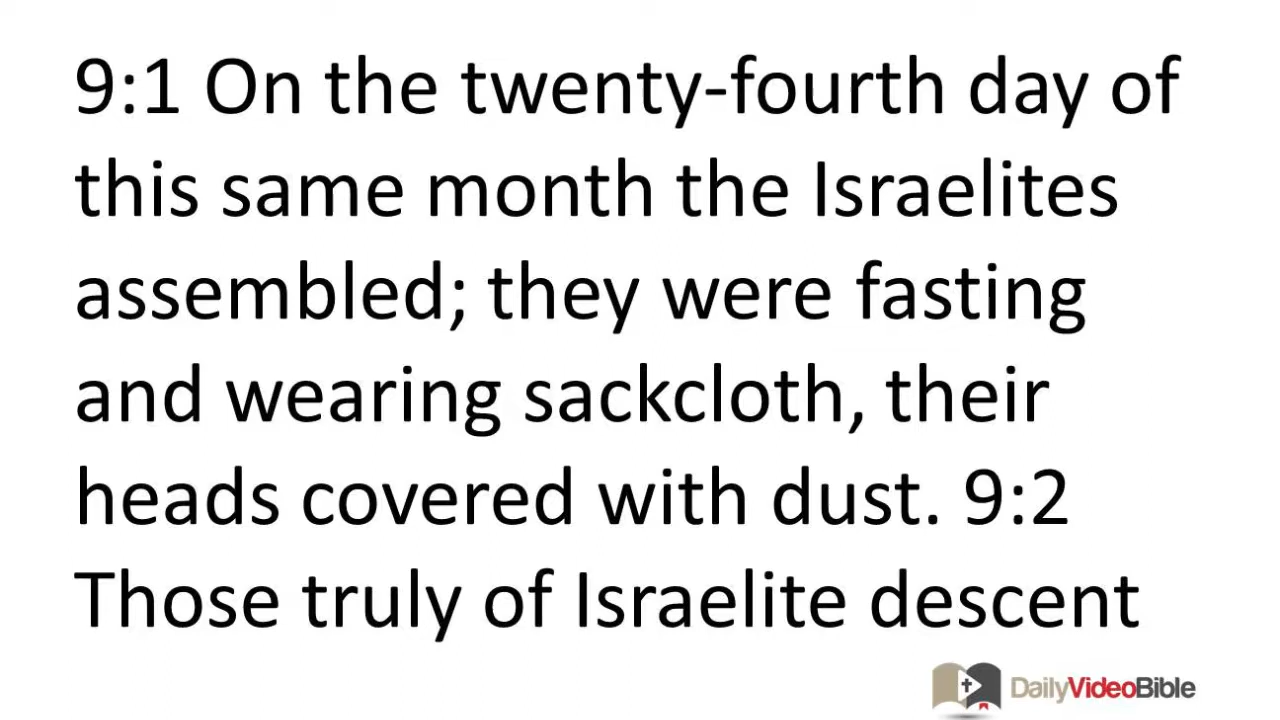 9:1 On the twenty-fourth day of
this same month the Israelites
assembled; they were fasting
and wearing sackcloth, their
heads covered with dust. 9:2
Those truly of Israelite descent
DailyVideoBible